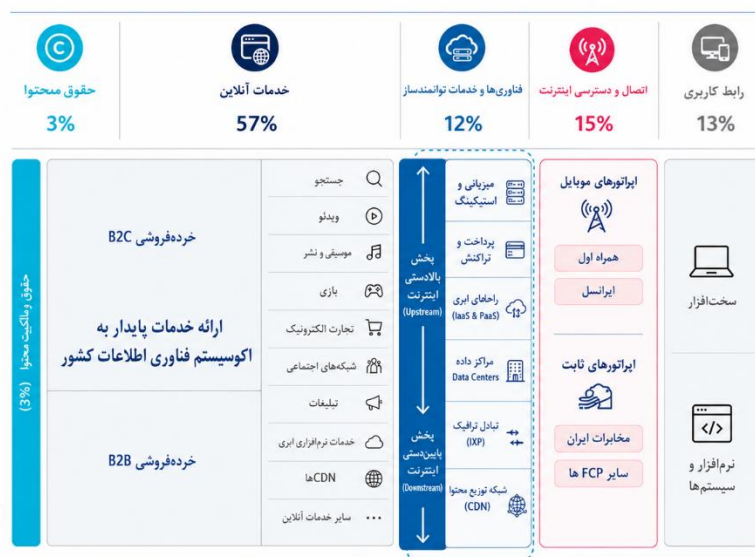 رابط کاربری
13%
اتصال و دسترسی اینترنت
15%
فناوری‌ها و خدمات توانمندساز
12%
خدمات آنلاین
57%
حقوق محتوا
3%
سخت‌افزار
نرم‌افزار و
سیستم‌ها
اپراتورهای موبایل
همراه اول
ایرانسل
اپراتورهای ثابت
مخابرات ایران
سایر FCP ها
میزبانی و
استیکینگ
پرداخت و
تراکنش
راه‌های ابری
(IaaS & PaaS)
مراکز داده
Data Centers
تبادل ترافیک
(IXP)
شبکه توزیع محتوا
(CDN)
پخش
بالادستی
اینترنت
(Upstream)
پخش
پایین‌دستی
اینترنت
(Downstream)
جستجو
ویدئو
موسیقی و نشر
بازی
تجارت الکترونیک
شبکه‌های اجتماعی
تبلیغات
خدمات نرم‌افزاری ابری
CDNها
سایر خدمات آنلاین
خرده‌فروشی B2C
ارائه خدمات پایدار به
اکوسیستم فناوری اطلاعات کشور
خرده‌فروشی B2B
حقوق ومالکیت محتوا
(3%)